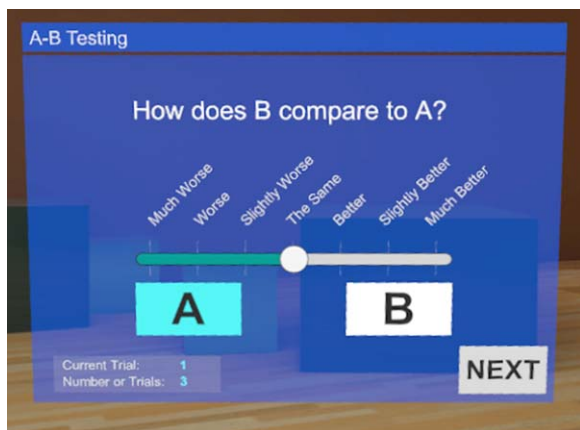 A-B Testing
How does B compare to A?
Much Worse
Worse
Slightly Worse
The Same
Better
Slightly Better
Much Better
A
B
Current Trial: 1
Number or Trials: 3
NEXT